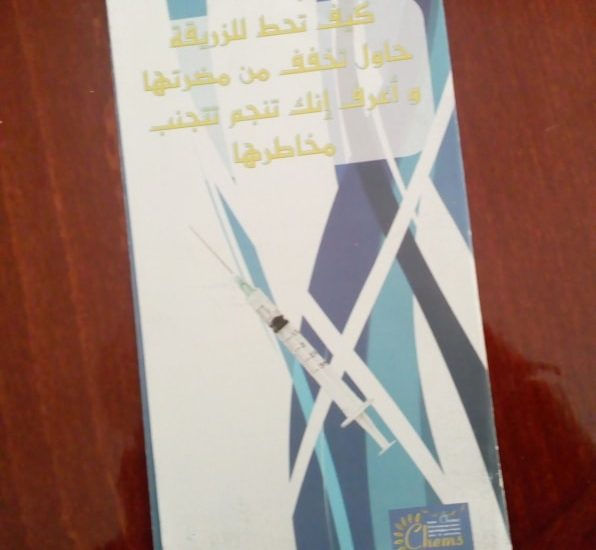 كيف تحط للزريقة
حاول تخفف من مضرتها
و أعرف إنك تنجم تتجنب
مخاطرها
Chems